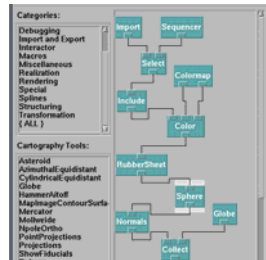 Categories:
Debugging
Import and Export
Interactor
Macros
Miscellaneous
Realization
Rendering
Special
Splines
Structuring
Transformation
( ALL )
Cartography Tools:
Asteroid
AzimuthalEquidistant
CylindricalEquidistant
Globe
HammerAitoff
MapImageContourSurfa
Mercator
Mollweide
NpoleOrtho
PointProjections
Projections
ShowFiducials
Import
Sequencer
Select
Colormap
Include
Color
RubberSheet
Sphere
Normals
Globe
Collect